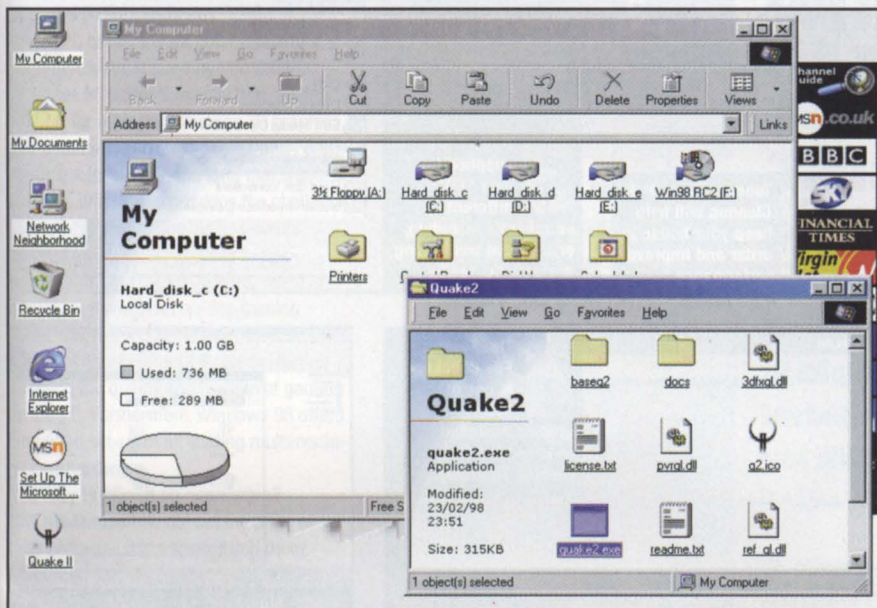 My Computer
My Documents
Network
Neighborhood
Recycle Bin
Internet
Explorer
msn
Set Up The
Microsoft ...
Quake II
My Computer
File Edit View Go Favorites Help
Back Forward Up Cut Copy Paste Undo Delete Properties Views
Address My Computer Links
My
Computer
Hard_disk_c (C:)
Local Disk
Capacity: 1.00 GB
Used: 736 MB
Free: 289 MB
3½ Floppy (A:) Hard_disk_c (C:) Hard_disk_d (D:) Hard_disk_e (E:) Win98 RC2 (F:)
Printers
1 object(s) selected Free S
Quake2
File Edit View Go Favorites Help
Quake2
quake2.exe
Application
Modified:
23/02/98
23:51
Size: 315KB
baseq2 docs 3dfxgl.dll
license.txt pvrgl.dll q2.ico
quake2.exe readme.txt ref_gl.dll
1 object(s) selected My Computer
hannel
uide
msn.co.uk
BBC
SKY
FINANCIAL
TIMES
Virgin